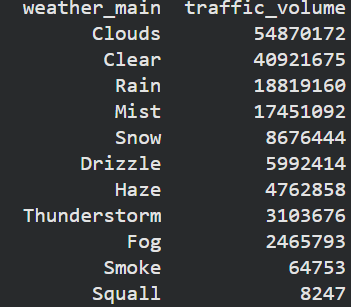 weather_main traffic_volume
Clouds 54870172
Clear 40921675
Rain 18819160
Mist 17451092
Snow 8676444
Drizzle 5992414
Haze 4762858
Thunderstorm 3103676
Fog 2465793
Smoke 64753
Squall 8247